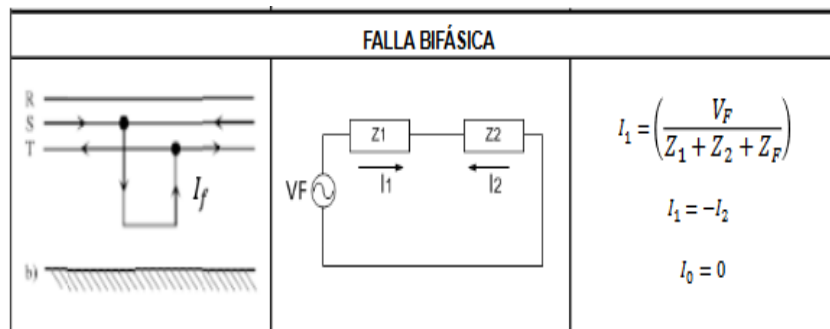 FALLA BIFÁSICA
R
S
T
I_f
b)
Z1
Z2
VF
I1
I2
I_1 = (V_F / (Z_1 + Z_2 + Z_F))
I_1 = -I_2
I_0 = 0